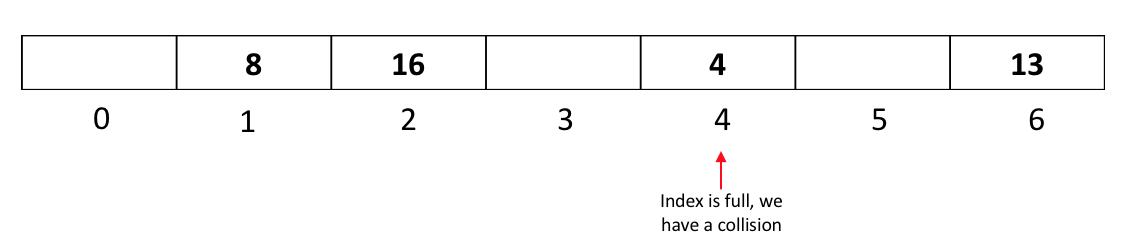 8 16 4 13
0 1 2 3 4 5 6
Index is full, we
have a collision